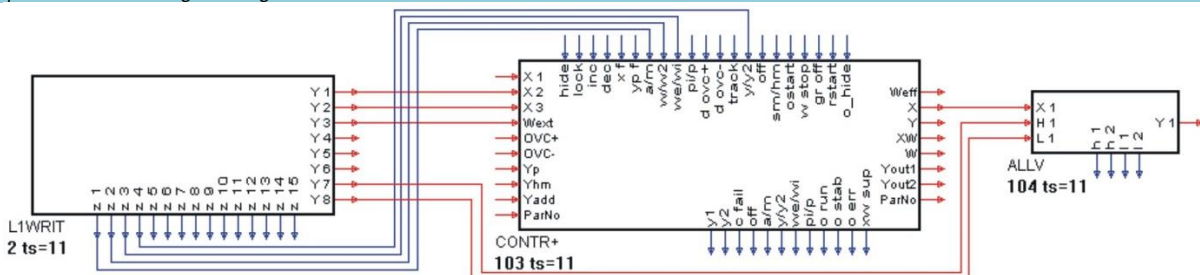 Y 1
Y 2
Y 3
Y 4
Y 5
Y 6
Y 7
Y 8
z 1
z 2
z 3
z 4
z 5
z 6
z 7
z 8
z 9
z 10
z 11
z 12
z 13
z 14
z 15
L1WRIT
2 ts=11
hide
lock
inc
dec
x f
yp f
a/m
w/w2
we/wi
pi/p
d ovc+
d ovc-
track
y/y2
off
sm/hm
ostart
w stop
gr off
rstart
o_hide
X 1
X 2
X 3
Wext
OVC+
OVC-
Yp
Yhm
Yadd
ParNo
Weff
X
Y
XW
W
Yout1
Yout2
ParNo
y1
y2
c fail
off
a/m
y/y2
we/wi
pi/p
o run
o stab
o err
xw sup
CONTR+
103 ts=11
X 1
H 1
L 1
Y 1
h 1
h 2
l 1
l 2
ALLV
104 ts=11